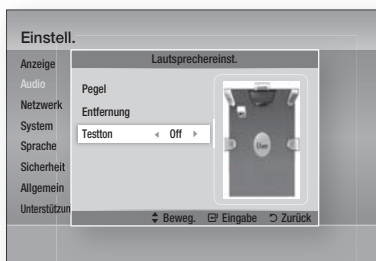 Einstell.
Anzeige
Audio
Netzwerk
System
Sprache
Sicherheit
Allgemein
Unterstützun
Lautsprechereinst.
Pegel
Entfernung
Testton Off
Beweg. Eingabe Zurück